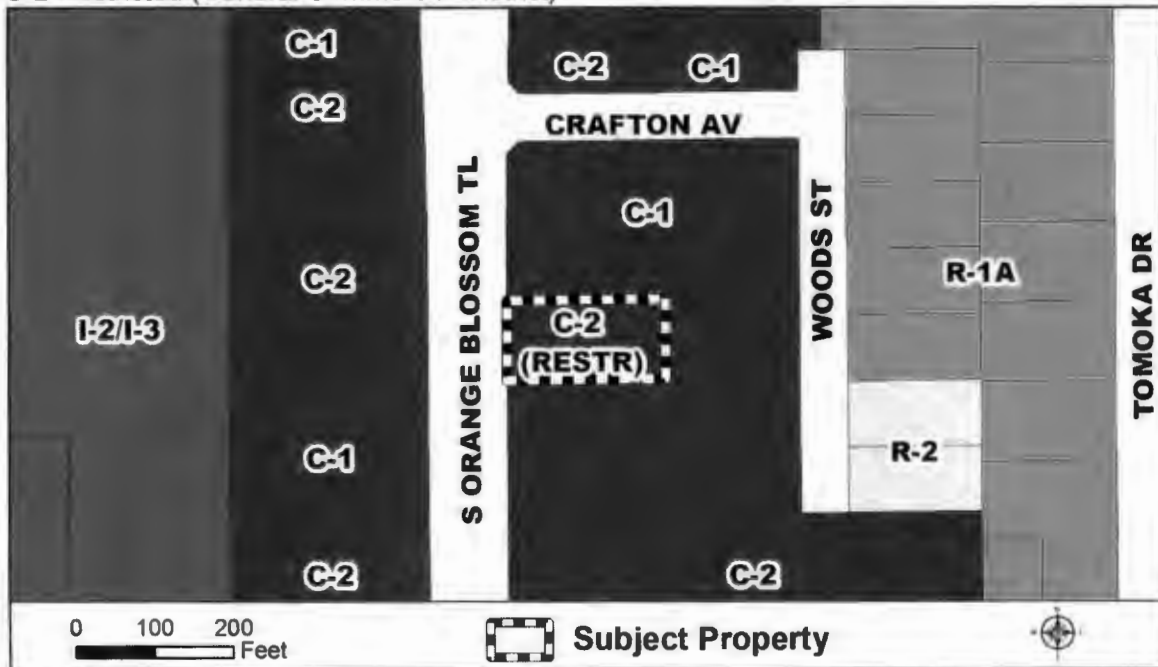 C-1
C-2
C-1
C-2
CRAFTON AV
C-1
S ORANGE BLOSSOM TL
WOODS ST
TOMOKA DR
R-1A
C-2
I-2/I-3
C-2
(RESTR)
C-1
R-2
C-2
C-2
0 100 200
Feet
Subject Property